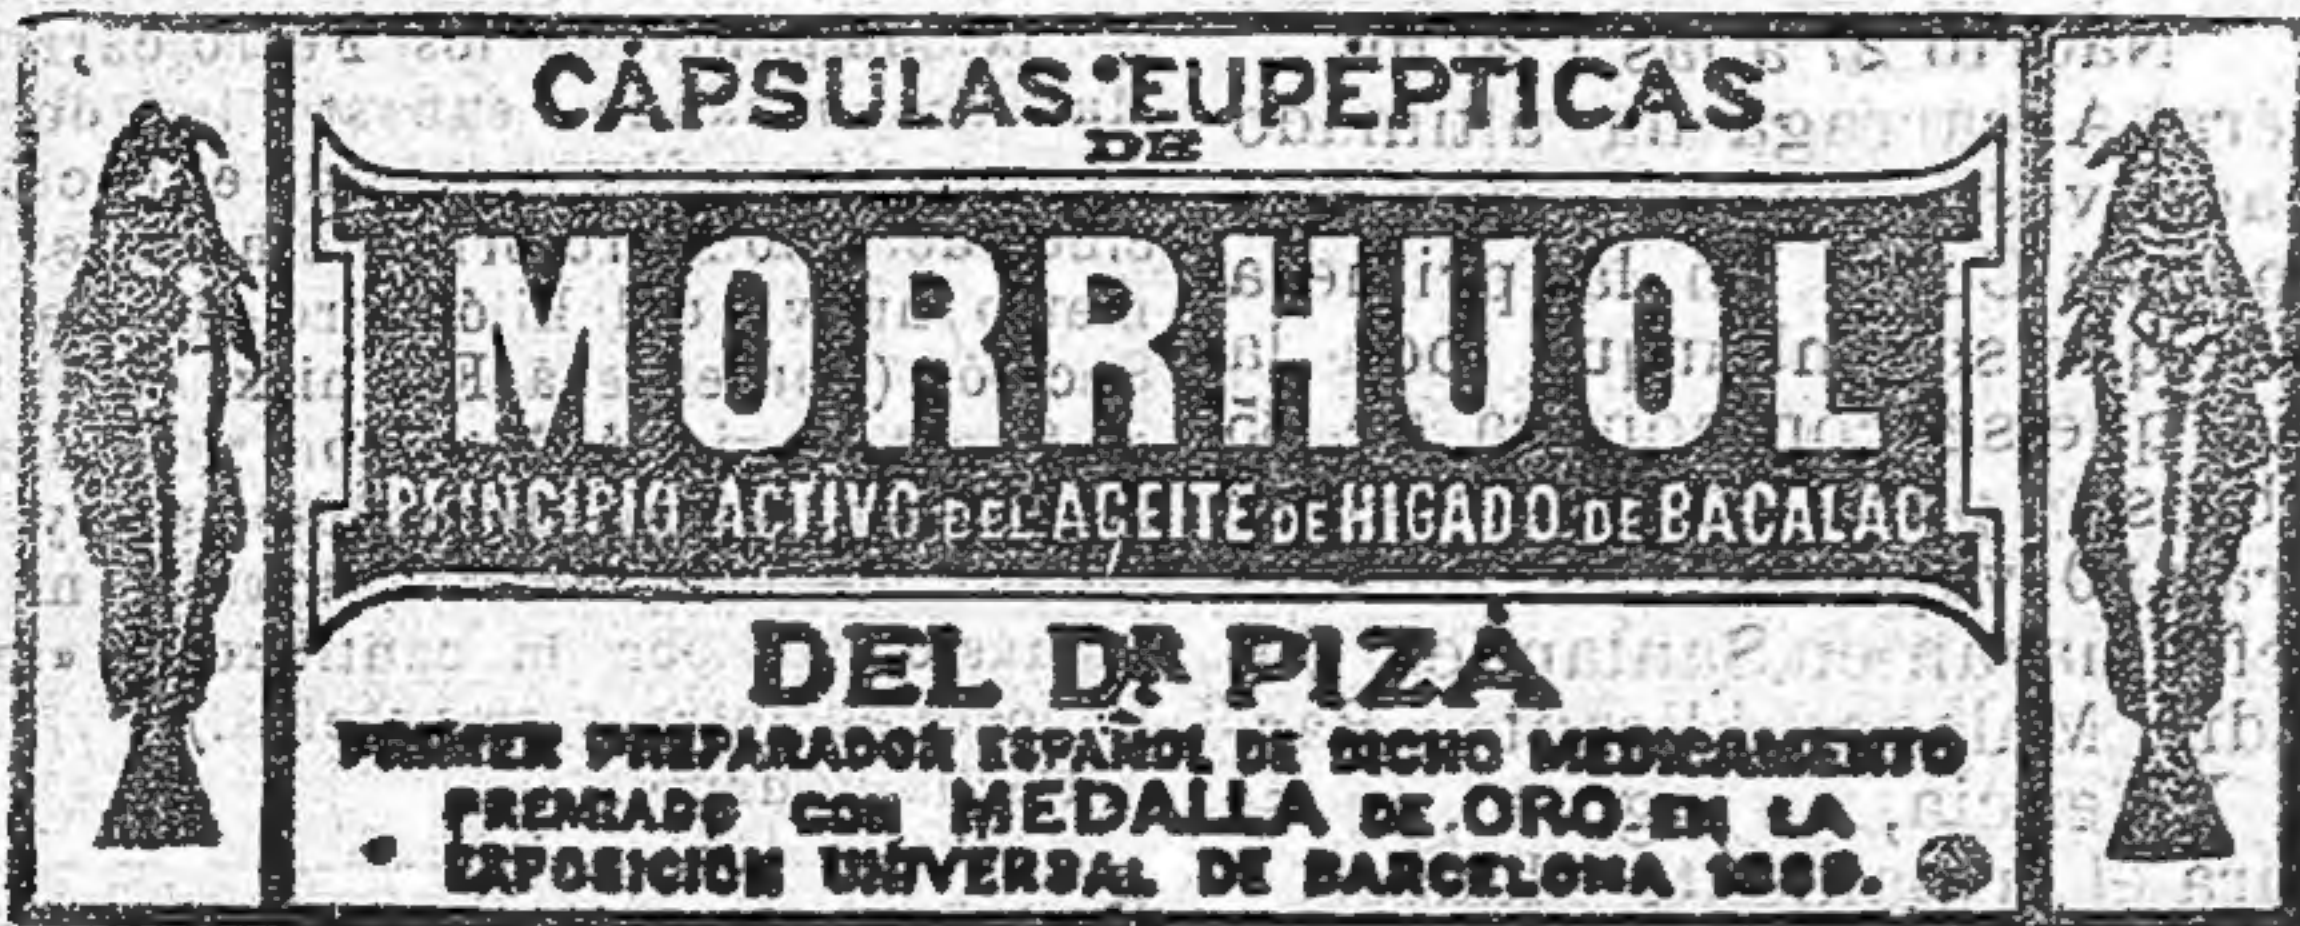 CÁPSULAS EUPÉPTICAS
DE
MORRHUOL
PRINCIPIO ACTIVO DEL ACEITE DE HIGADO DE BACALAO
DEL DR. PIZÁ
PRIMER PREPARADOR ESPAÑOL DE DICHO MEDICAMENTO
PREMIADO CON MEDALLA DE ORO EN LA
EXPOSICIÓN UNIVERSAL DE BARCELONA